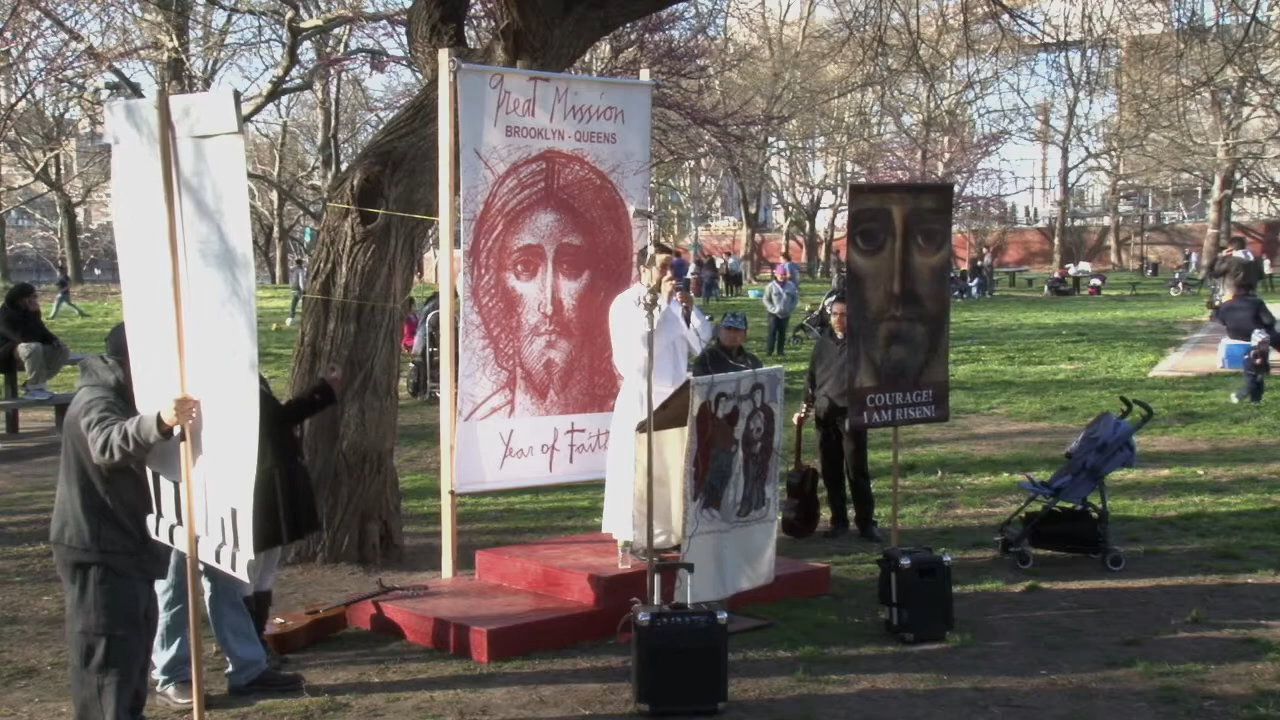 Great Mission
BROOKLYN - QUEENS
Year of Faith
COURAGE!
I AM RISEN!